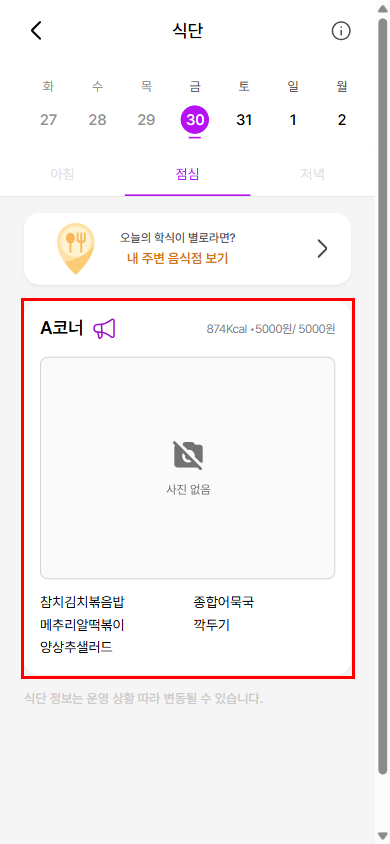 식단
화 수 목 금 토 일 월
27 28 29 30 31 1 2
아침 점심 저녁
오늘의 학식이 별로라면?
내 주변 음식점 보기
A코너 874Kcal •5000원/ 5000원
사진 없음
참치김치볶음밥 종합어묵국
메추리알떡볶이 깍두기
양상추샐러드
식단 정보는 운영 상황 따라 변동될 수 있습니다.